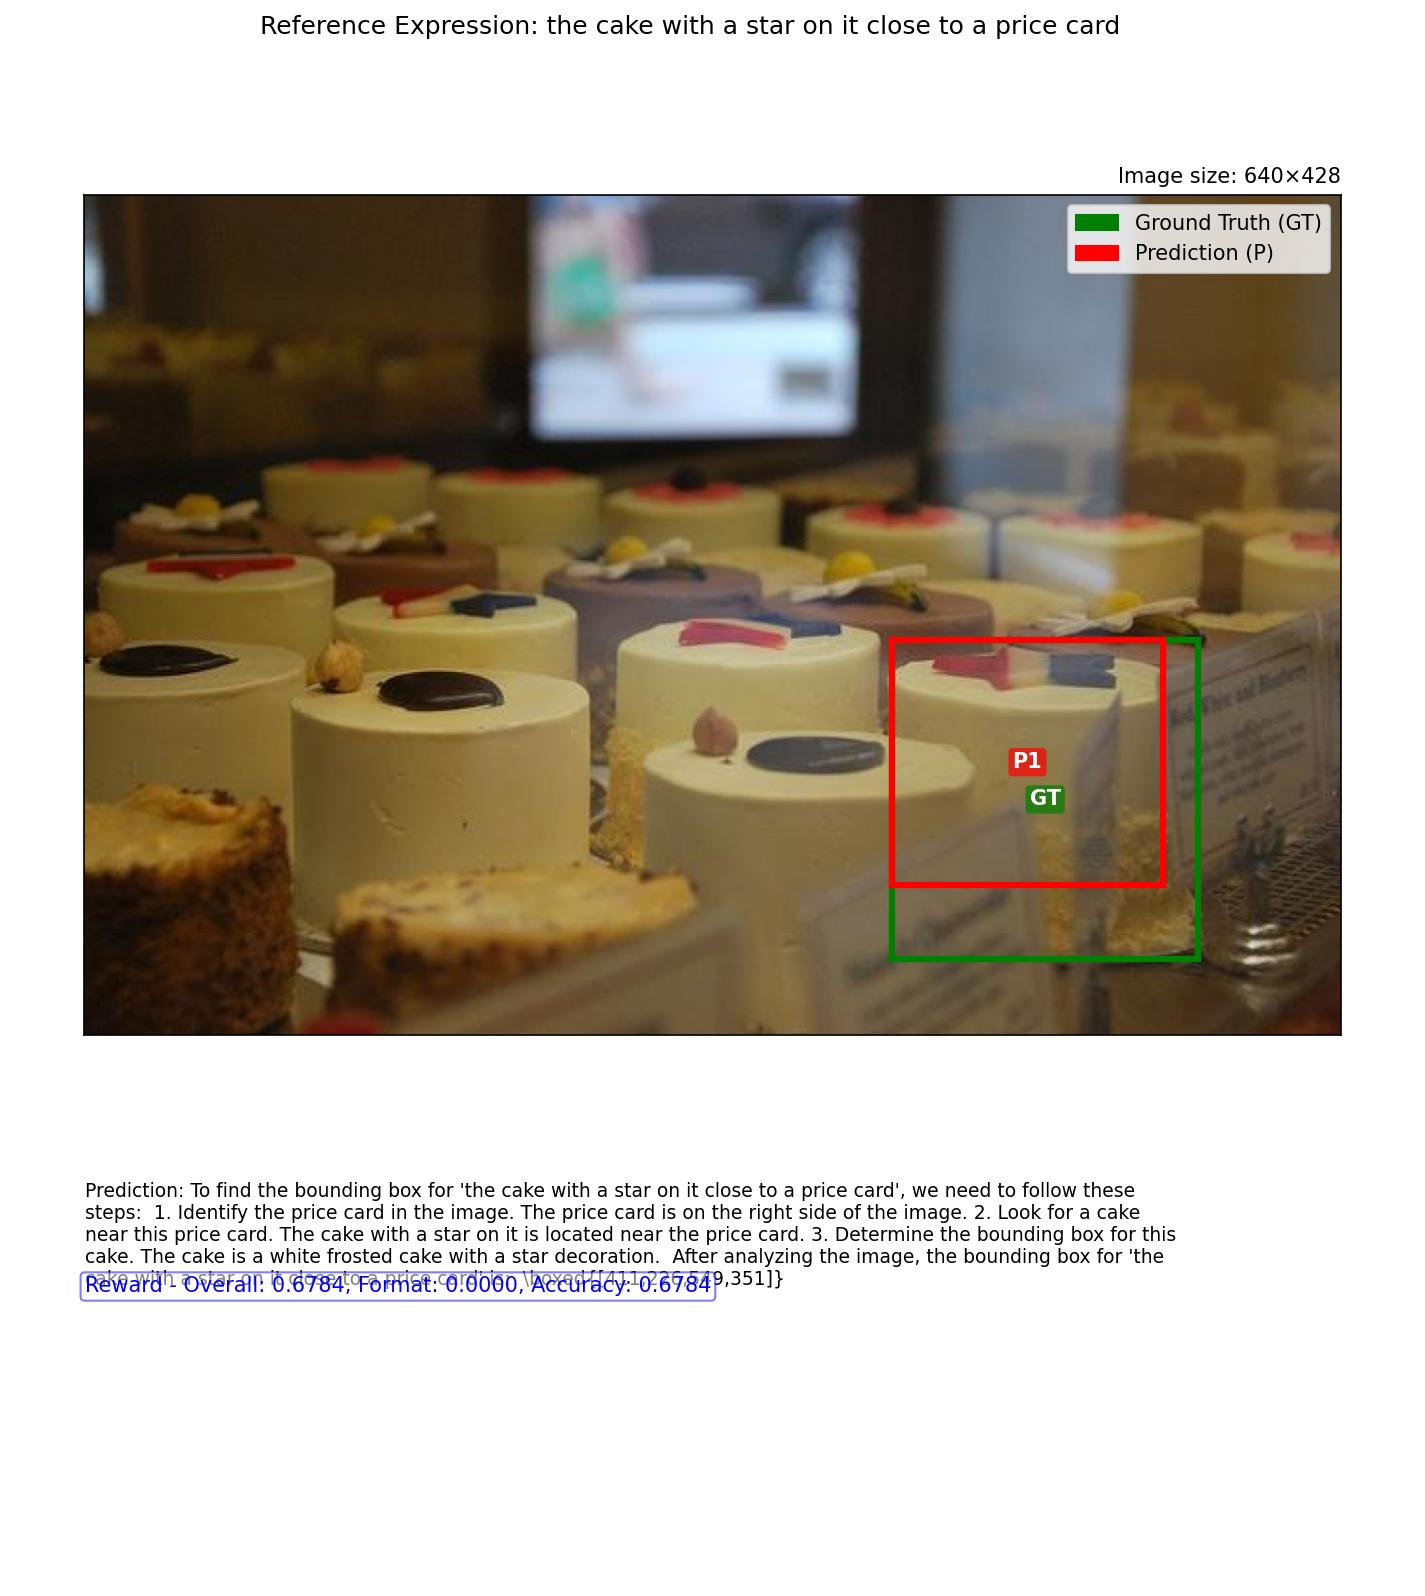 Reference Expression: the cake with a star on it close to a price card
Image size: 640×428
Ground Truth (GT)
Prediction (P)
White and Blueberry
P1
GT
Prediction: To find the bounding box for 'the cake with a star on it close to a price card', we need to follow these
steps:  1. Identify the price card in the image. The price card is on the right side of the image. 2. Look for a cake
near this price card. The cake with a star on it is located near the price card. 3. Determine the bounding box for this
cake. The cake is a white frosted cake with a star decoration.  After analyzing the image, the bounding box for 'the
cake with a star on it close to a price card' is:  \boxed{[411,226,549,351]}
Reward - Overall: 0.6784, Format: 0.0000, Accuracy: 0.6784